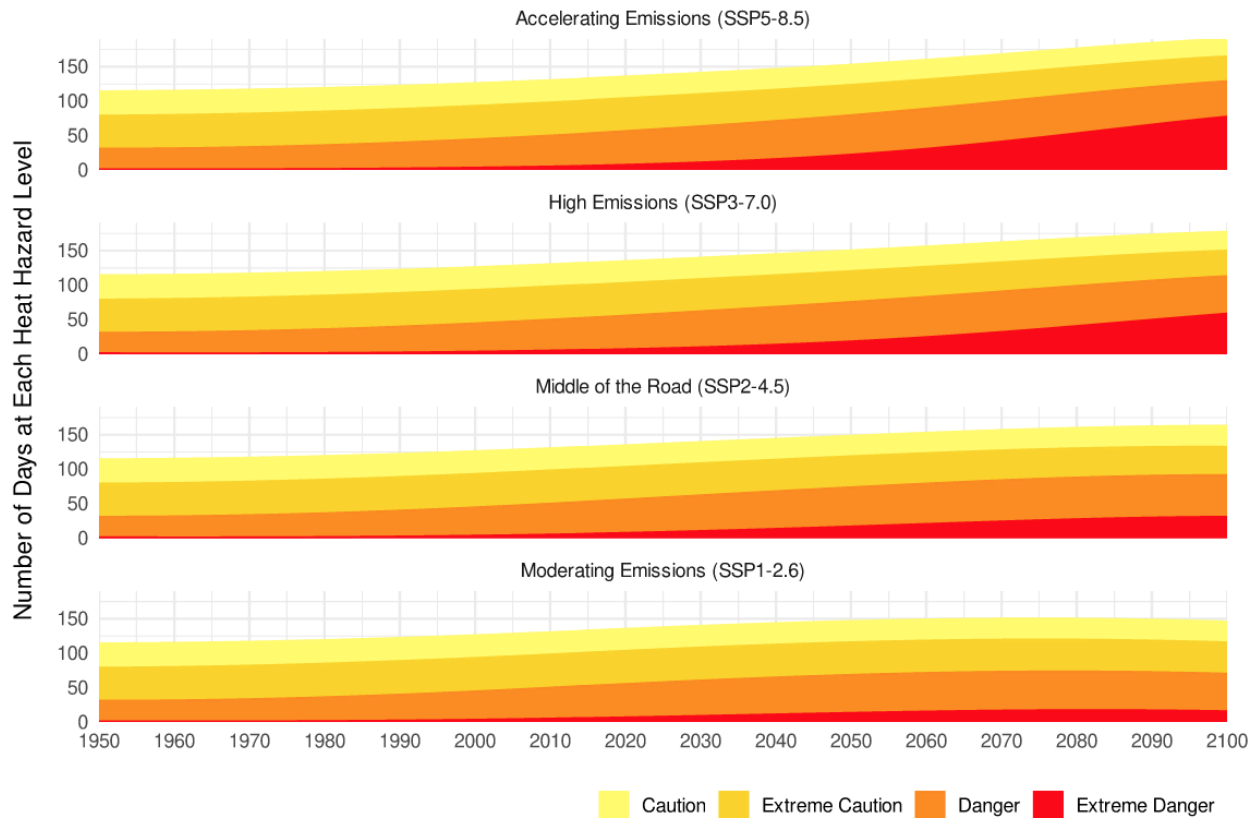 Accelerating Emissions (SSP5-8.5)
150
100
50
0
High Emissions (SSP3-7.0)
150
100
50
0
Middle of the Road (SSP2-4.5)
150
100
50
0
Moderating Emissions (SSP1-2.6)
150
100
50
0
Number of Days at Each Heat Hazard Level
1950 1960 1970 1980 1990 2000 2010 2020 2030 2040 2050 2060 2070 2080 2090 2100
Caution Extreme Caution Danger Extreme Danger